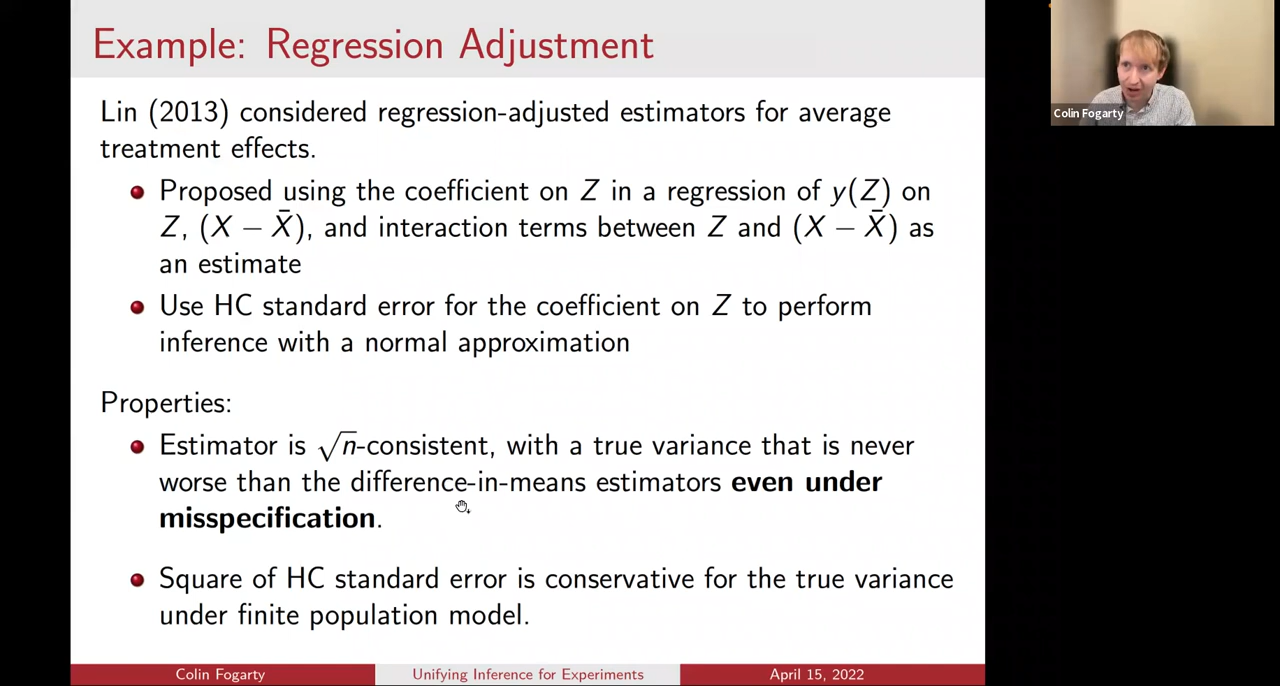 Example: Regression Adjustment
Colin Fogarty
Lin (2013) considered regression-adjusted estimators for average
treatment effects.
Proposed using the coefficient on Z in a regression of y(Z) on
Z, (X − X̄), and interaction terms between Z and (X − X̄) as
an estimate
Use HC standard error for the coefficient on Z to perform
inference with a normal approximation
Properties:
Estimator is √n-consistent, with a true variance that is never
worse than the difference-in-means estimators even under
misspecification.
Square of HC standard error is conservative for the true variance
under finite population model.
Colin Fogarty
Unifying Inference for Experiments
April 15, 2022